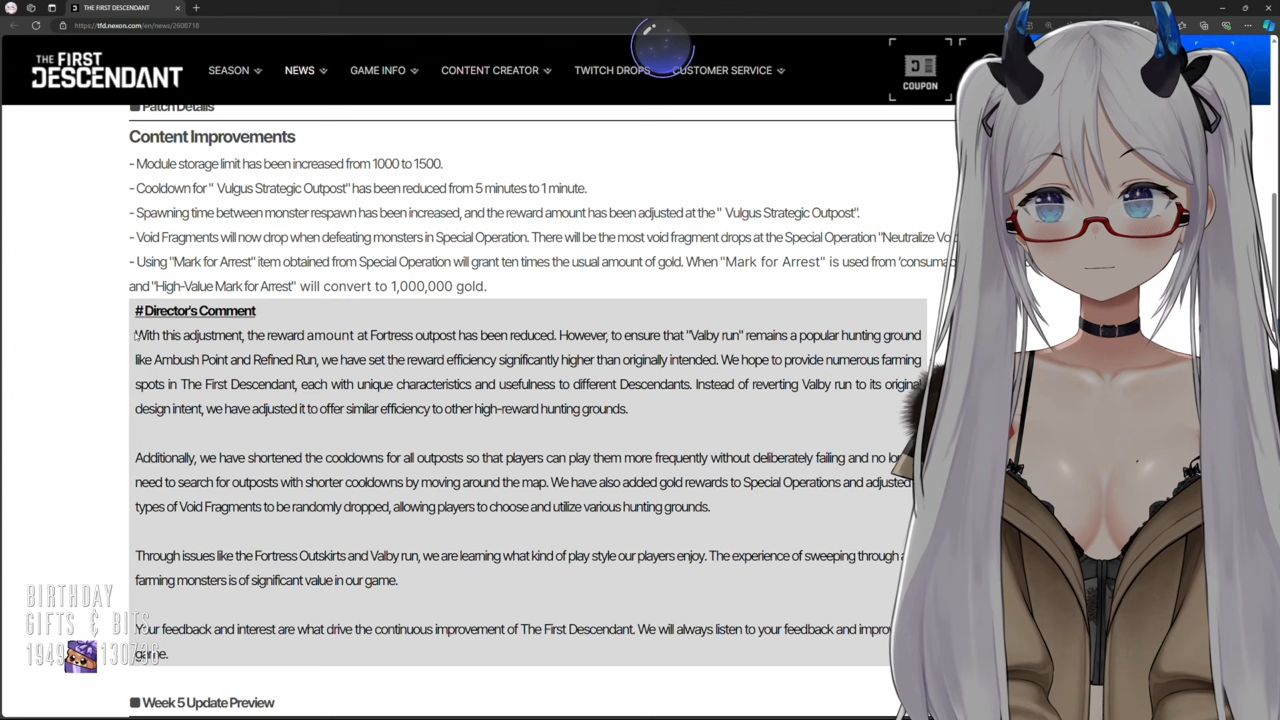 THE FIRST DESCENDANT
https://tfd.nexon.com/en/news/2608718
THE FIRST
DESCENDANT
SEASON
NEWS
GAME INFO
CONTENT CREATOR
TWITCH DROPS
CUSTOMER SERVICE
COUPON
Patch Details
Content Improvements
- Module storage limit has been increased from 1000 to 1500.
- Cooldown for " Vulgus Strategic Outpost" has been reduced from 5 minutes to 1 minute.
- Spawning time between monster respawn has been increased, and the reward amount has been adjusted at the " Vulgus Strategic Outpost".
- Void Fragments will now drop when defeating monsters in Special Operation. There will be the most void fragment drops at the Special Operation "Neutralize
- Using "Mark for Arrest" item obtained from Special Operation will grant ten times the usual amount of gold. When "Mark for Arrest" is used from
and "High-Value Mark for Arrest" will convert to 1,000,000 gold.
# Director's Comment
With this adjustment, the reward amount at Fortress outpost has been reduced. However, to ensure that "Valby run" remains a popular hunting ground
like Ambush Point and Refined Run, we have set the reward efficiency significantly higher than originally intended. We hope to provide numerous farming
spots in The First Descendant, each with unique characteristics and usefulness to different Descendants. Instead of reverting Valby run to its original
design intent, we have adjusted it to offer similar efficiency to other high-reward hunting grounds.
Additionally, we have shortened the cooldowns for all outposts so that players can play them more frequently without deliberately failing and no
need to search for outposts with shorter cooldowns by moving around the map. We have also added gold rewards to Special Operations and adjusted
types of Void Fragments to be randomly dropped, allowing players to choose and utilize various hunting grounds.
Through issues like the Fortress Outskirts and Valby run, we are learning what kind of play style our players enjoy. The experience of sweeping through
farming monsters is of significant value in our game.
Your feedback and interest are what drive the continuous improvement of The First Descendant. We will always listen to your feedback and
game.
Week 5 Update Preview
BIRTHDAY
GIFTS & BITS
1949